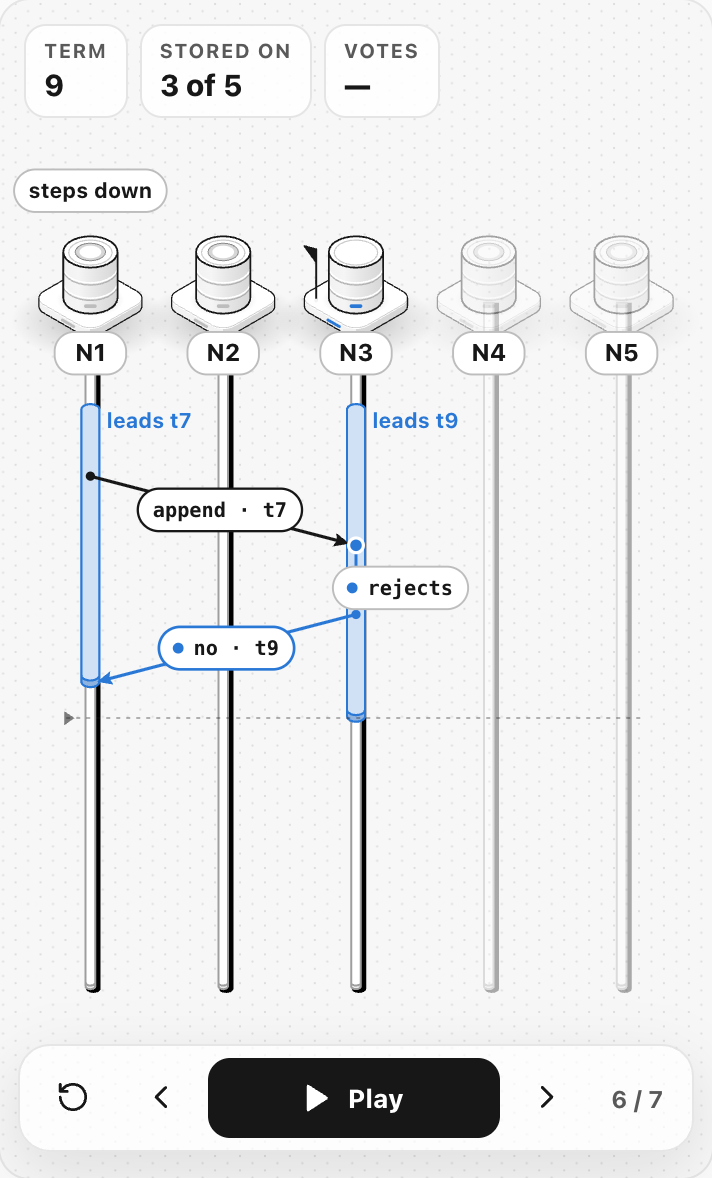 TERM
9
STORED ON
3 of 5
VOTES
—
steps down
N1
N2
N3
N4
N5
leads t7
leads t9
append · t7
rejects
no · t9
Play
6 / 7